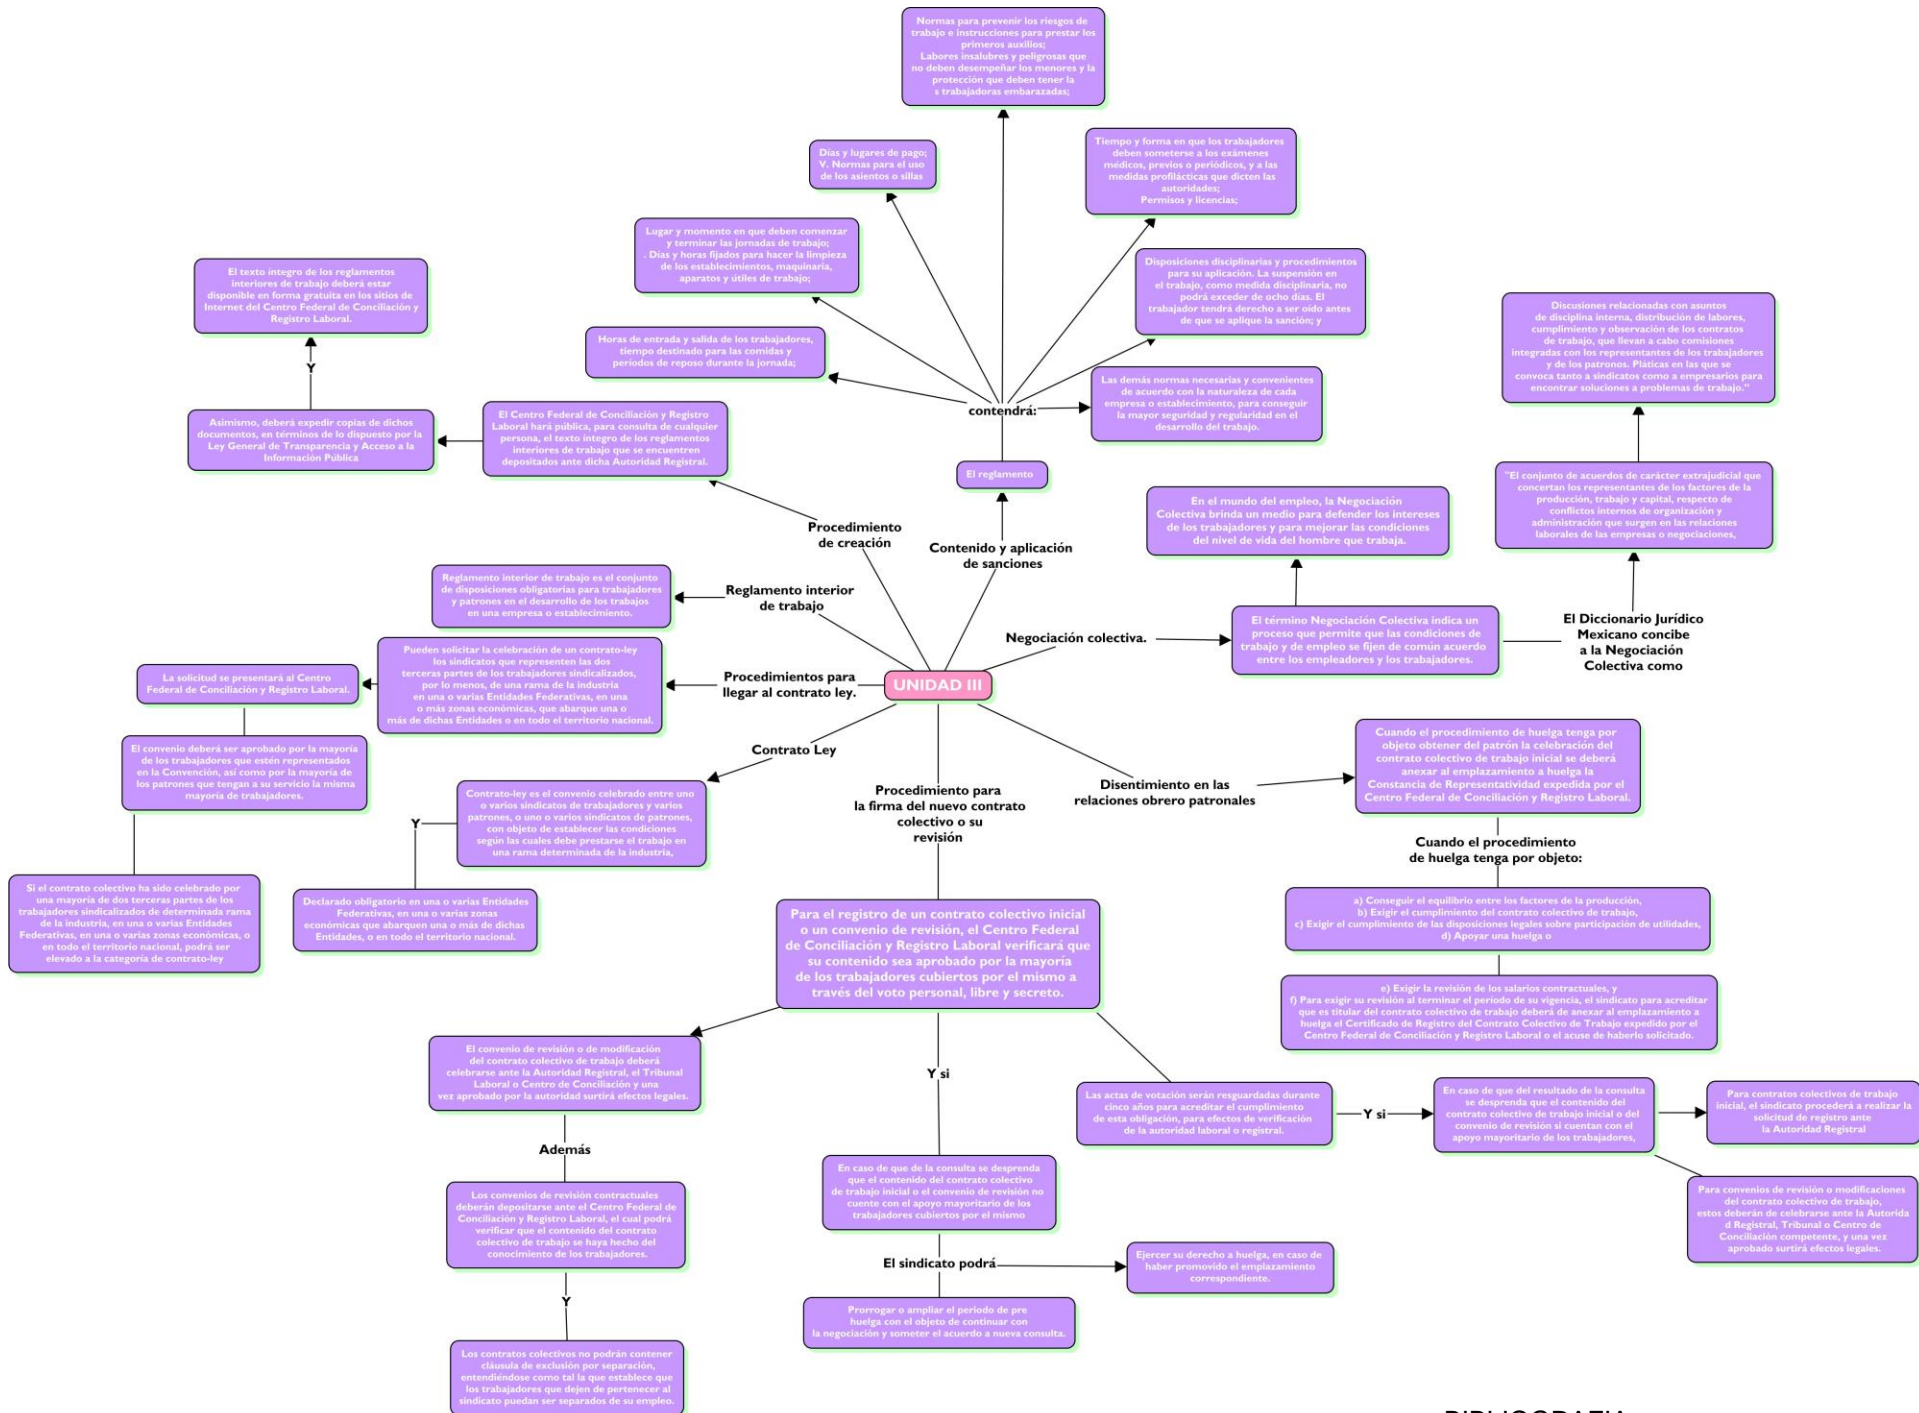 Normas para prevenir los riesgos de
trabajo e instrucciones para prestar los
primeros auxilios;
Labores insalubres y peligrosas que
no deben desempeñar los menores y la
protección que deben tener la
s trabajadoras embarazadas;
Días y lugares de pago;
V. Normas para el uso
de los asientos o sillas
Tiempo y forma en que los trabajadores
deben someterse a los exámenes
médicos, previos o periódicos, y a las
medidas profilácticas que dicten las
autoridades;
Permisos y licencias;
Lugar y momento en que deben comenzar
y terminar las jornadas de trabajo;
. Días y horas fijados para hacer la limpieza
de los establecimientos, maquinaria,
aparatos y útiles de trabajo;
Disposiciones disciplinarias y procedimientos
para su aplicación. La suspensión en
el trabajo, como medida disciplinaria, no
podrá exceder de ocho días. El
trabajador tendrá derecho a ser oído antes
de que se aplique la sanción; y
Horas de entrada y salida de los trabajadores,
tiempo destinado para las comidas y
períodos de reposo durante la jornada;
Las demás normas necesarias y convenientes
de acuerdo con la naturaleza de cada
empresa o establecimiento, para conseguir
la mayor seguridad y regularidad en el
desarrollo del trabajo.
contendrá:
El reglamento
Contenido y aplicación
de sanciones
El texto íntegro de los reglamentos
interiores de trabajo deberá estar
disponible en forma gratuita en los sitios de
Internet del Centro Federal de Conciliación y
Registro Laboral.
Y
Asimismo, deberá expedir copias de dichos
documentos, en términos de lo dispuesto por la
Ley General de Transparencia y Acceso a la
Información Pública
El Centro Federal de Conciliación y Registro
Laboral hará pública, para consulta de cualquier
persona, el texto íntegro de los reglamentos
interiores de trabajo que se encuentren
depositados ante dicha Autoridad Registral.
Procedimiento
de creación
Discusiones relacionadas con asuntos
de disciplina interna, distribución de labores,
cumplimiento y observación de los contratos
de trabajo, que llevan a cabo comisiones
integradas con los representantes de los trabajadores
y de los patronos. Pláticas en las que se
convoca tanto a sindicatos como a empresarios para
encontrar soluciones a problemas de trabajo."
"El conjunto de acuerdos de carácter extrajudicial que
conciertan los representantes de los factores de la
producción, trabajo y capital, respecto de
conflictos internos de organización y
administración que surgen en las relaciones
laborales de las empresas o negociaciones,
En el mundo del empleo, la Negociación
Colectiva brinda un medio para defender los intereses
de los trabajadores y para mejorar las condiciones
del nivel de vida del hombre que trabaja.
Negociación colectiva.
El término Negociación Colectiva indica un
proceso que permite que las condiciones de
trabajo y de empleo se fijen de común acuerdo
entre los empleadores y los trabajadores.
El Diccionario Jurídico
Mexicano concibe
a la Negociación
Colectiva como
Reglamento interior de trabajo es el conjunto
de disposiciones obligatorias para trabajadores
y patrones en el desarrollo de los trabajos
en una empresa o establecimiento.
Reglamento interior
de trabajo
UNIDAD III
Procedimientos para
llegar al contrato ley.
Pueden solicitar la celebración de un contrato-ley
los sindicatos que representen las dos
terceras partes de los trabajadores sindicalizados,
por lo menos, de una rama de la industria
en una o varias Entidades Federativas, en una
o más zonas económicas, que abarque una o
más de dichas Entidades o en todo el territorio nacional.
La solicitud se presentará al Centro
Federal de Conciliación y Registro Laboral.
El convenio deberá ser aprobado por la mayoría
de los trabajadores que estén representados
en la Convención, así como por la mayoría de
los patrones que tengan a su servicio la misma
mayoría de trabajadores.
Si el contrato colectivo ha sido celebrado por
una mayoría de dos terceras partes de los
trabajadores sindicalizados de determinada rama
de la industria, en una o varias Entidades
Federativas, en una o varias zonas económicas, o
en todo el territorio nacional, podrá ser
elevado a la categoría de contrato-ley
Contrato Ley
Contrato-ley es el convenio celebrado entre uno
o varios sindicatos de trabajadores y varios
patrones, o uno o varios sindicatos de patrones,
con objeto de establecer las condiciones
según las cuales debe prestarse el trabajo en
una rama determinada de la industria,
Y
Declarado obligatorio en una o varias Entidades
Federativas, en una o varias zonas
económicas que abarquen una o más de dichas
Entidades, o en todo el territorio nacional.
Procedimiento para
la firma del nuevo contrato
colectivo o su
revisión
Para el registro de un contrato colectivo inicial
o un convenio de revisión, el Centro Federal
de Conciliación y Registro Laboral verificará que
su contenido sea aprobado por la mayoría
de los trabajadores cubiertos por el mismo a
través del voto personal, libre y secreto.
El convenio de revisión o de modificación
del contrato colectivo de trabajo deberá
celebrarse ante la Autoridad Registral, el Tribunal
Laboral o Centro de Conciliación y una
vez aprobado por la autoridad surtirá efectos legales.
Además
Los convenios de revisión contractuales
deberán depositarse ante el Centro Federal de
Conciliación y Registro Laboral, el cual podrá
verificar que el contenido del contrato
colectivo de trabajo se haya hecho del
conocimiento de los trabajadores.
Y
Los contratos colectivos no podrán contener
cláusula de exclusión por separación,
entendiéndose como tal la que establece que
los trabajadores que dejen de pertenecer al
sindicato puedan ser separados de su empleo.
Y si
En caso de que de la consulta se desprenda
que el contenido del contrato colectivo
de trabajo inicial o el convenio de revisión no
cuente con el apoyo mayoritario de los
trabajadores cubiertos por el mismo
El sindicato podrá
Ejercer su derecho a huelga, en caso de
haber promovido el emplazamiento
correspondiente.
Prorrogar o ampliar el periodo de pre
huelga con el objeto de continuar con
la negociación y someter el acuerdo a nueva consulta.
Las actas de votación serán resguardadas durante
cinco años para acreditar el cumplimiento
de esta obligación, para efectos de verificación
de la autoridad laboral o registral.
Y si
En caso de que del resultado de la consulta
se desprenda que el contenido del
contrato colectivo de trabajo inicial o del
convenio de revisión si cuentan con el
apoyo mayoritario de los trabajadores,
Para contratos colectivos de trabajo
inicial, el sindicato procederá a realizar la
solicitud de registro ante
la Autoridad Registral
Para convenios de revisión o modificaciones
del contrato colectivo de trabajo,
estos deberán de celebrarse ante la Autorida
d Registral, Tribunal o Centro de
Conciliación competente, y una vez
aprobado surtirá efectos legales.
Disentimiento en las
relaciones obrero patronales
Cuando el procedimiento de huelga tenga por
objeto obtener del patrón la celebración del
contrato colectivo de trabajo inicial se deberá
anexar al emplazamiento a huelga la
Constancia de Representatividad expedida por el
Centro Federal de Conciliación y Registro Laboral.
Cuando el procedimiento
de huelga tenga por objeto:
a) Conseguir el equilibrio entre los factores de la producción,
b) Exigir el cumplimiento del contrato colectivo de trabajo,
c) Exigir el cumplimiento de las disposiciones legales sobre participación de utilidades,
d) Apoyar una huelga o
e) Exigir la revisión de los salarios contractuales, y
f) Para exigir su revisión al terminar el período de su vigencia, el sindicato para acreditar
que es titular del contrato colectivo de trabajo deberá de anexar al emplazamiento a
huelga el Certificado de Registro del Contrato Colectivo de Trabajo expedido por el
Centro Federal de Conciliación y Registro Laboral o el acuse de haberlo solicitado.